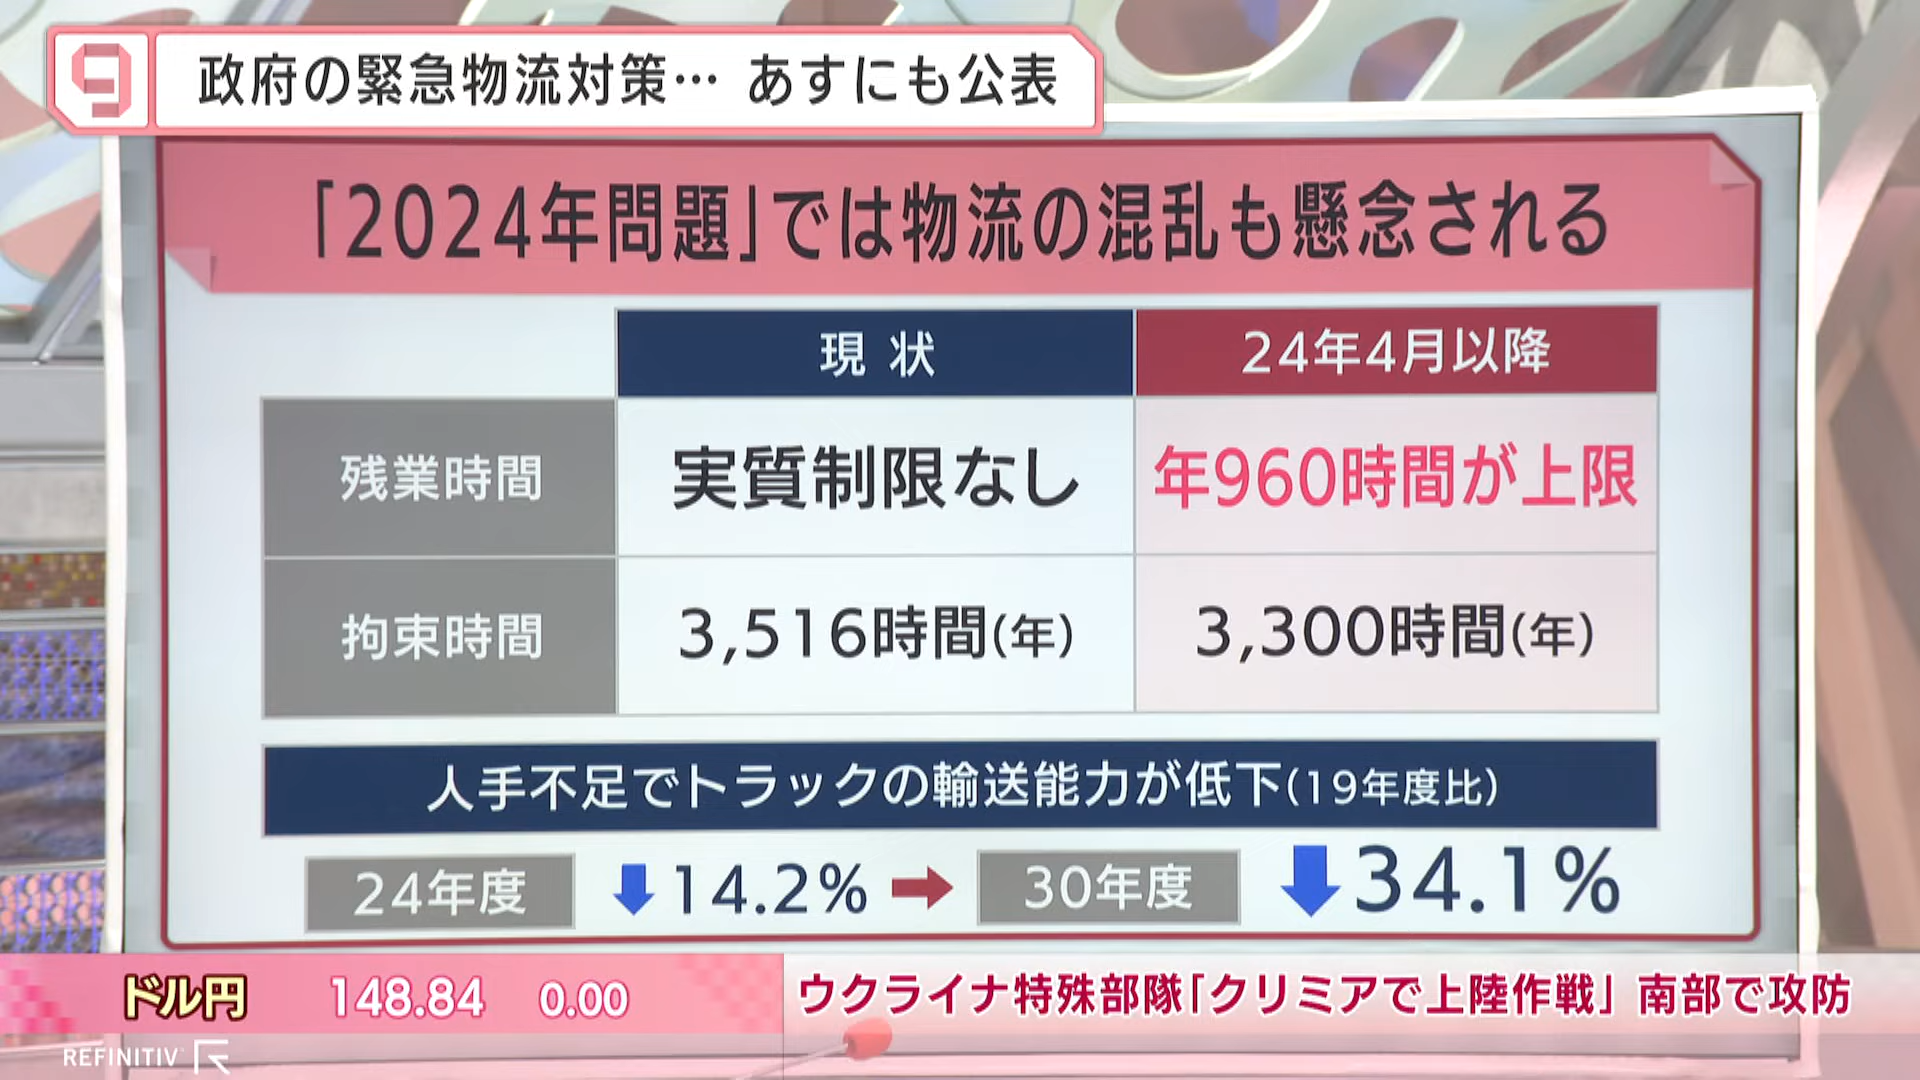 9 政府の緊急物流対策… あすにも公表
「2024年問題」では物流の混乱も懸念される
現状 24年4月以降
残業時間 実質制限なし 年960時間が上限
拘束時間 3,516時間(年) 3,300時間(年)
人手不足でトラックの輸送能力が低下(19年度比)
24年度 ⬇14.2% ➡ 30年度 ⬇34.1%
ドル円 148.84 0.00 ウクライナ特殊部隊「クリミアで上陸作戦」 南部で攻防
REFINITIV